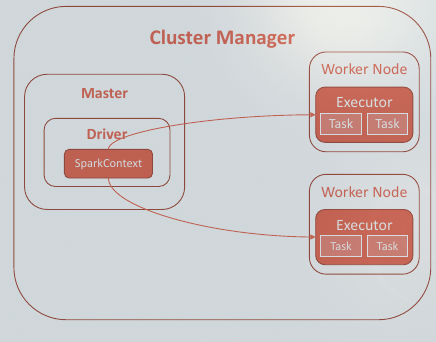 Cluster Manager
Master
Driver
SparkContext
Worker Node
Executor
Task Task
Worker Node
Executor
Task Task